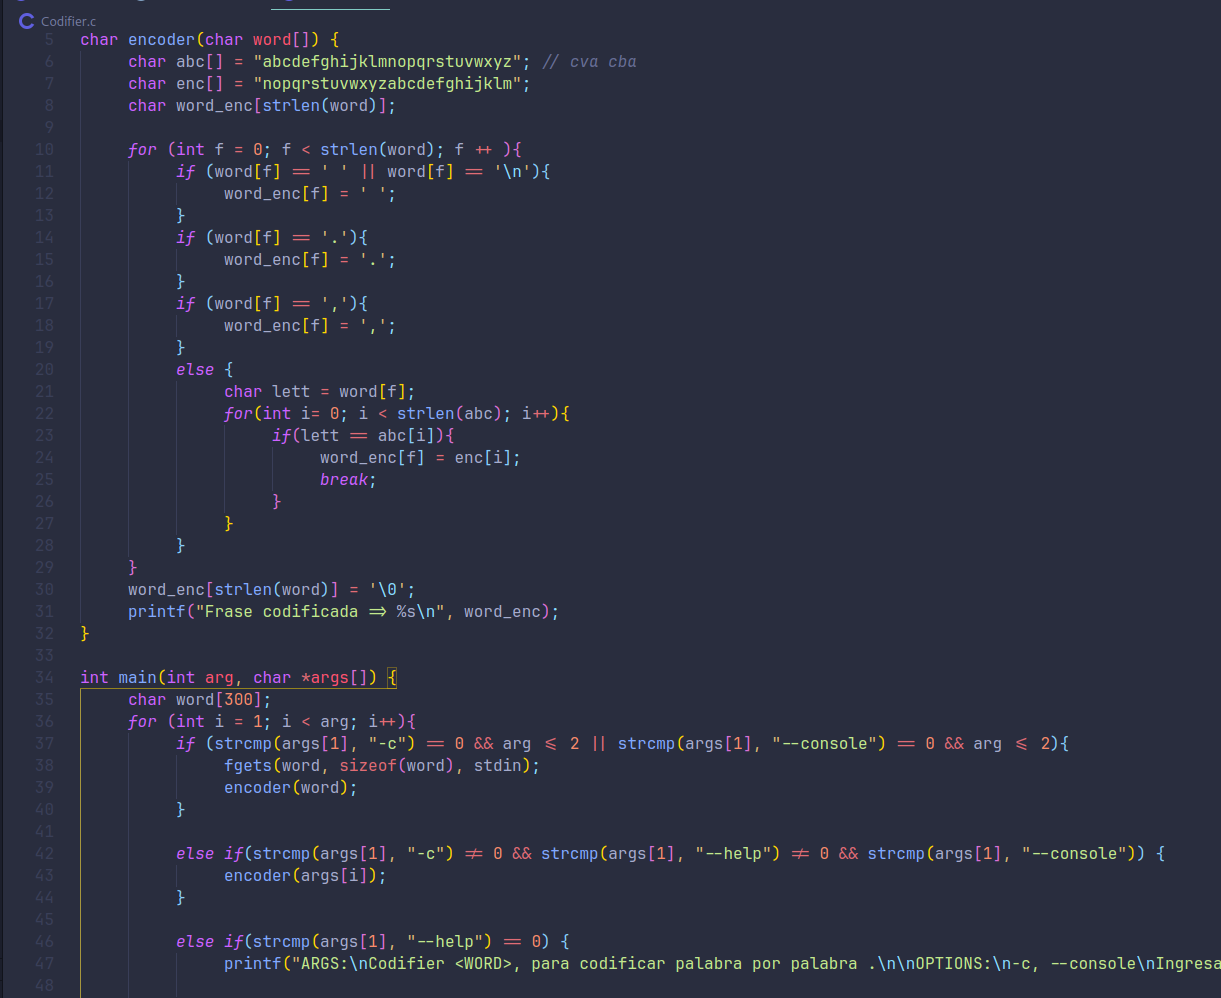 Codifier.c
5 char encoder(char word[]) {
6 char abc[] = "abcdefghijklmnopqrstuvwxyz"; // cva cba
7 char enc[] = "nopqrstuvwxyzabcdefghijklm";
8 char word_enc[strlen(word)];
9
10 for (int f = 0; f < strlen(word); f ++ ){
11 if (word[f] == ' ' || word[f] == '\n'){
12 word_enc[f] = ' ';
13 }
14 if (word[f] == '.'){
15 word_enc[f] = '.';
16 }
17 if (word[f] == ','){
18 word_enc[f] = ',';
19 }
20 else {
21 char lett = word[f];
22 for(int i= 0; i < strlen(abc); i++){
23 if(lett == abc[i]){
24 word_enc[f] = enc[i];
25 break;
26 }
27 }
28 }
29 }
30 word_enc[strlen(word)] = '\0';
31 printf("Frase codificada => %s\n", word_enc);
32 }
33
34 int main(int arg, char *args[]) {
35 char word[300];
36 for (int i = 1; i < arg; i++){
37 if (strcmp(args[1], "-c") == 0 && arg <= 2 || strcmp(args[1], "--console") == 0 && arg <= 2){
38 fgets(word, sizeof(word), stdin);
39 encoder(word);
40 }
41
42 else if(strcmp(args[1], "-c") != 0 && strcmp(args[1], "--help") != 0 && strcmp(args[1], "--console")) {
43 encoder(args[i]);
44 }
45
46 else if(strcmp(args[1], "--help") == 0) {
47 printf("ARGS:\nCodifier <WORD>, para codificar palabra por palabra .\n\nOPTIONS:\n-c, --console\nIngresa
48